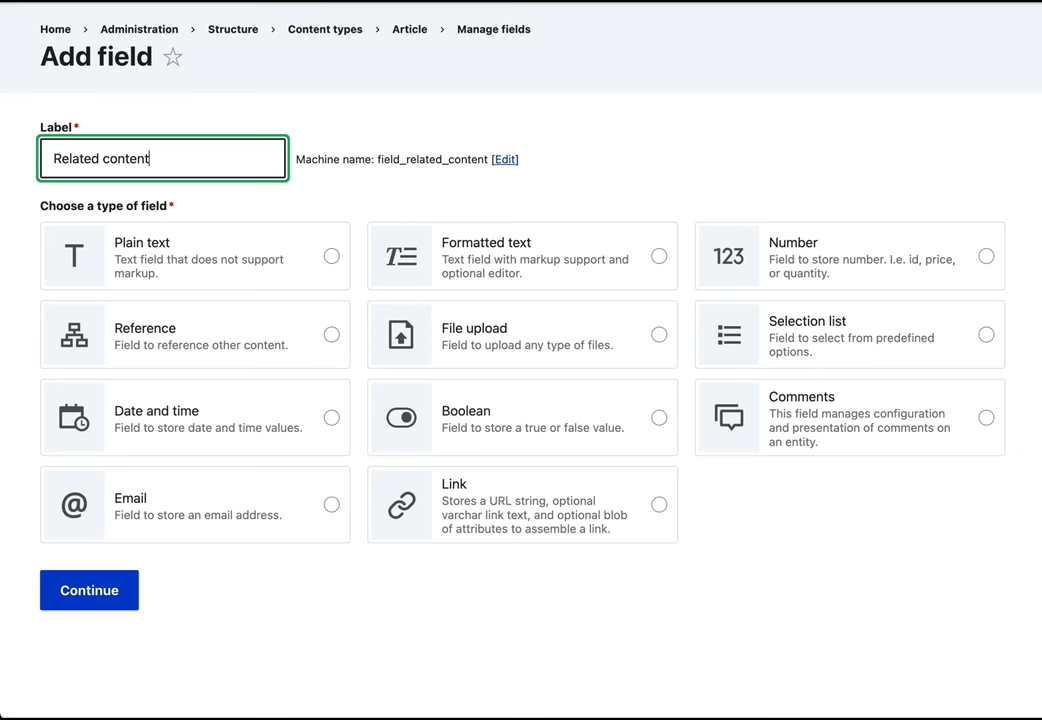 Home › Administration › Structure › Content types › Article › Manage fields
Add field
Label*
Related content
Machine name: field_related_content [Edit]
Choose a type of field*
Plain text
Text field that does not support
markup.
Formatted text
Text field with markup support and
optional editor.
123
Number
Field to store number. I.e. id, price,
or quantity.
Reference
Field to reference other content.
File upload
Field to upload any type of files.
Selection list
Field to select from predefined
options.
Date and time
Field to store date and time values.
Boolean
Field to store a true or false value.
Comments
This field manages configuration
and presentation of comments on
an entity.
@
Email
Field to store an email address.
Link
Stores a URL string, optional
varchar link text, and optional blob
of attributes to assemble a link.
Continue